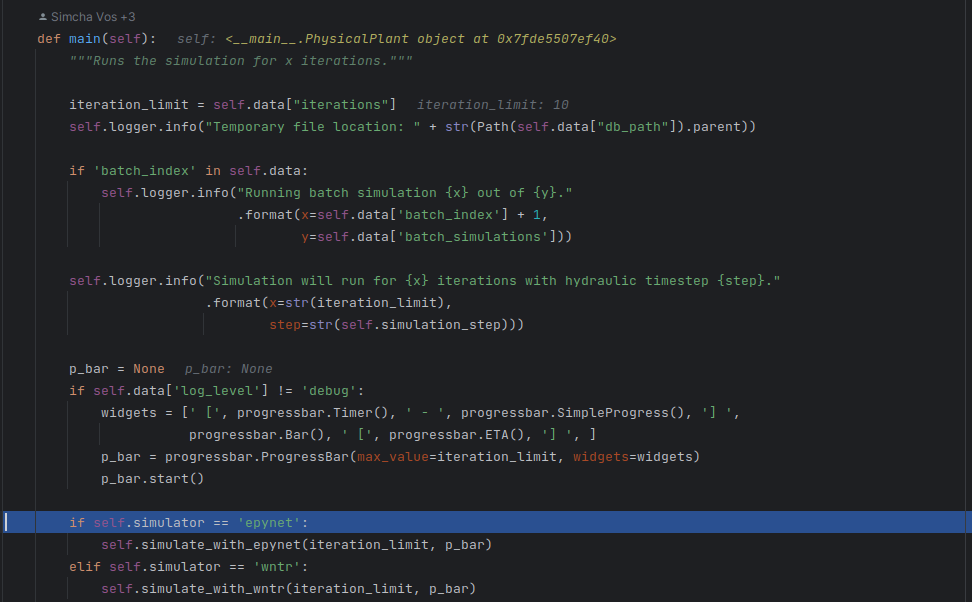 Simcha Vos +3
def main(self):   self: <__main__.PhysicalPlant object at 0x7fde5507ef40>
    """Runs the simulation for x iterations."""
    iteration_limit = self.data["iterations"]   iteration_limit: 10
    self.logger.info("Temporary file location: " + str(Path(self.data["db_path"]).parent))
    if 'batch_index' in self.data:
        self.logger.info("Running batch simulation {x} out of {y}."
                         .format(x=self.data['batch_index'] + 1,
                                 y=self.data['batch_simulations']))
    self.logger.info("Simulation will run for {x} iterations with hydraulic timestep {step}."
                     .format(x=str(iteration_limit),
                             step=str(self.simulation_step)))
    p_bar = None   p_bar: None
    if self.data['log_level'] != 'debug':
        widgets = [' [', progressbar.Timer(), ' - ', progressbar.SimpleProgress(), '] ',
                   progressbar.Bar(), ' [', progressbar.ETA(), '] ', ]
        p_bar = progressbar.ProgressBar(max_value=iteration_limit, widgets=widgets)
        p_bar.start()
    if self.simulator == 'epynet':
        self.simulate_with_epynet(iteration_limit, p_bar)
    elif self.simulator == 'wntr':
        self.simulate_with_wntr(iteration_limit, p_bar)